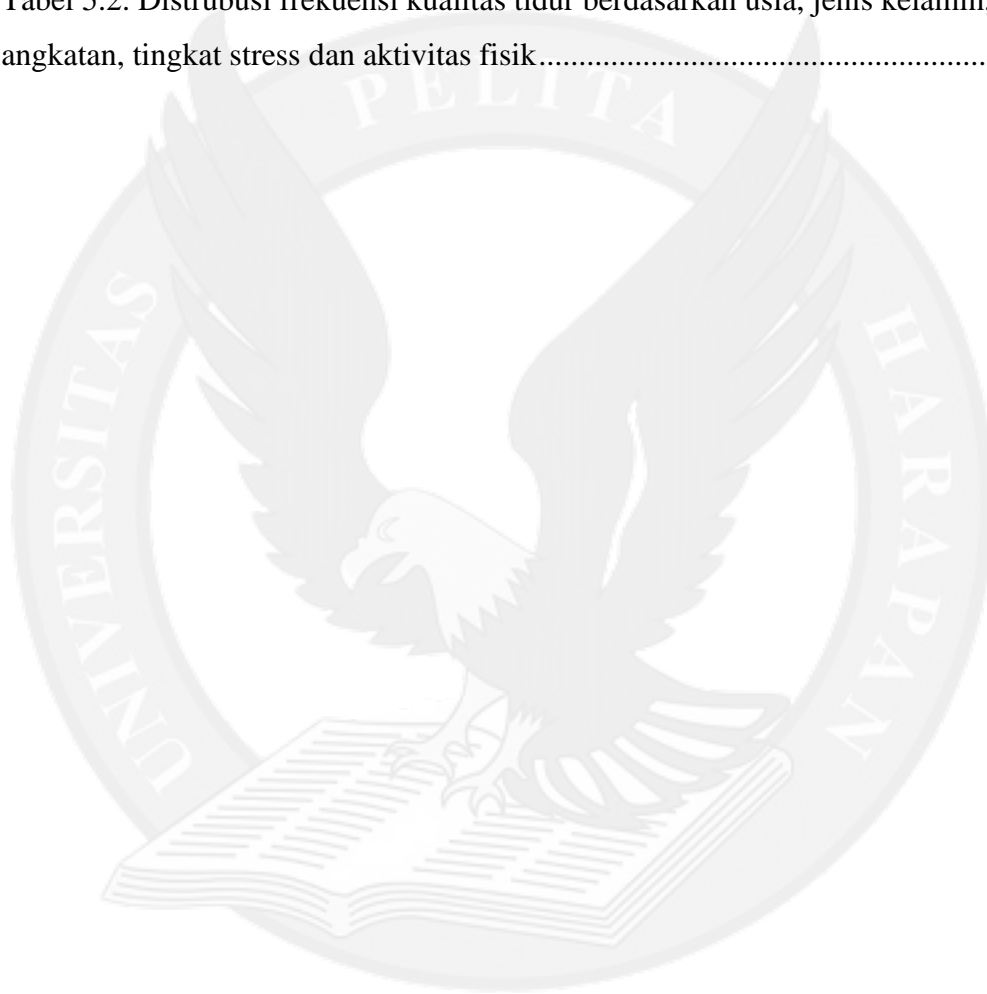 Tabel 5.2. Distrubusi frekuensi kualitas tidur berdasarkan usia, jenis kelamin,
angkatan, tingkat stress dan aktivitas fisik..........................................................
UNIVERSITAS PELITA HARAPAN